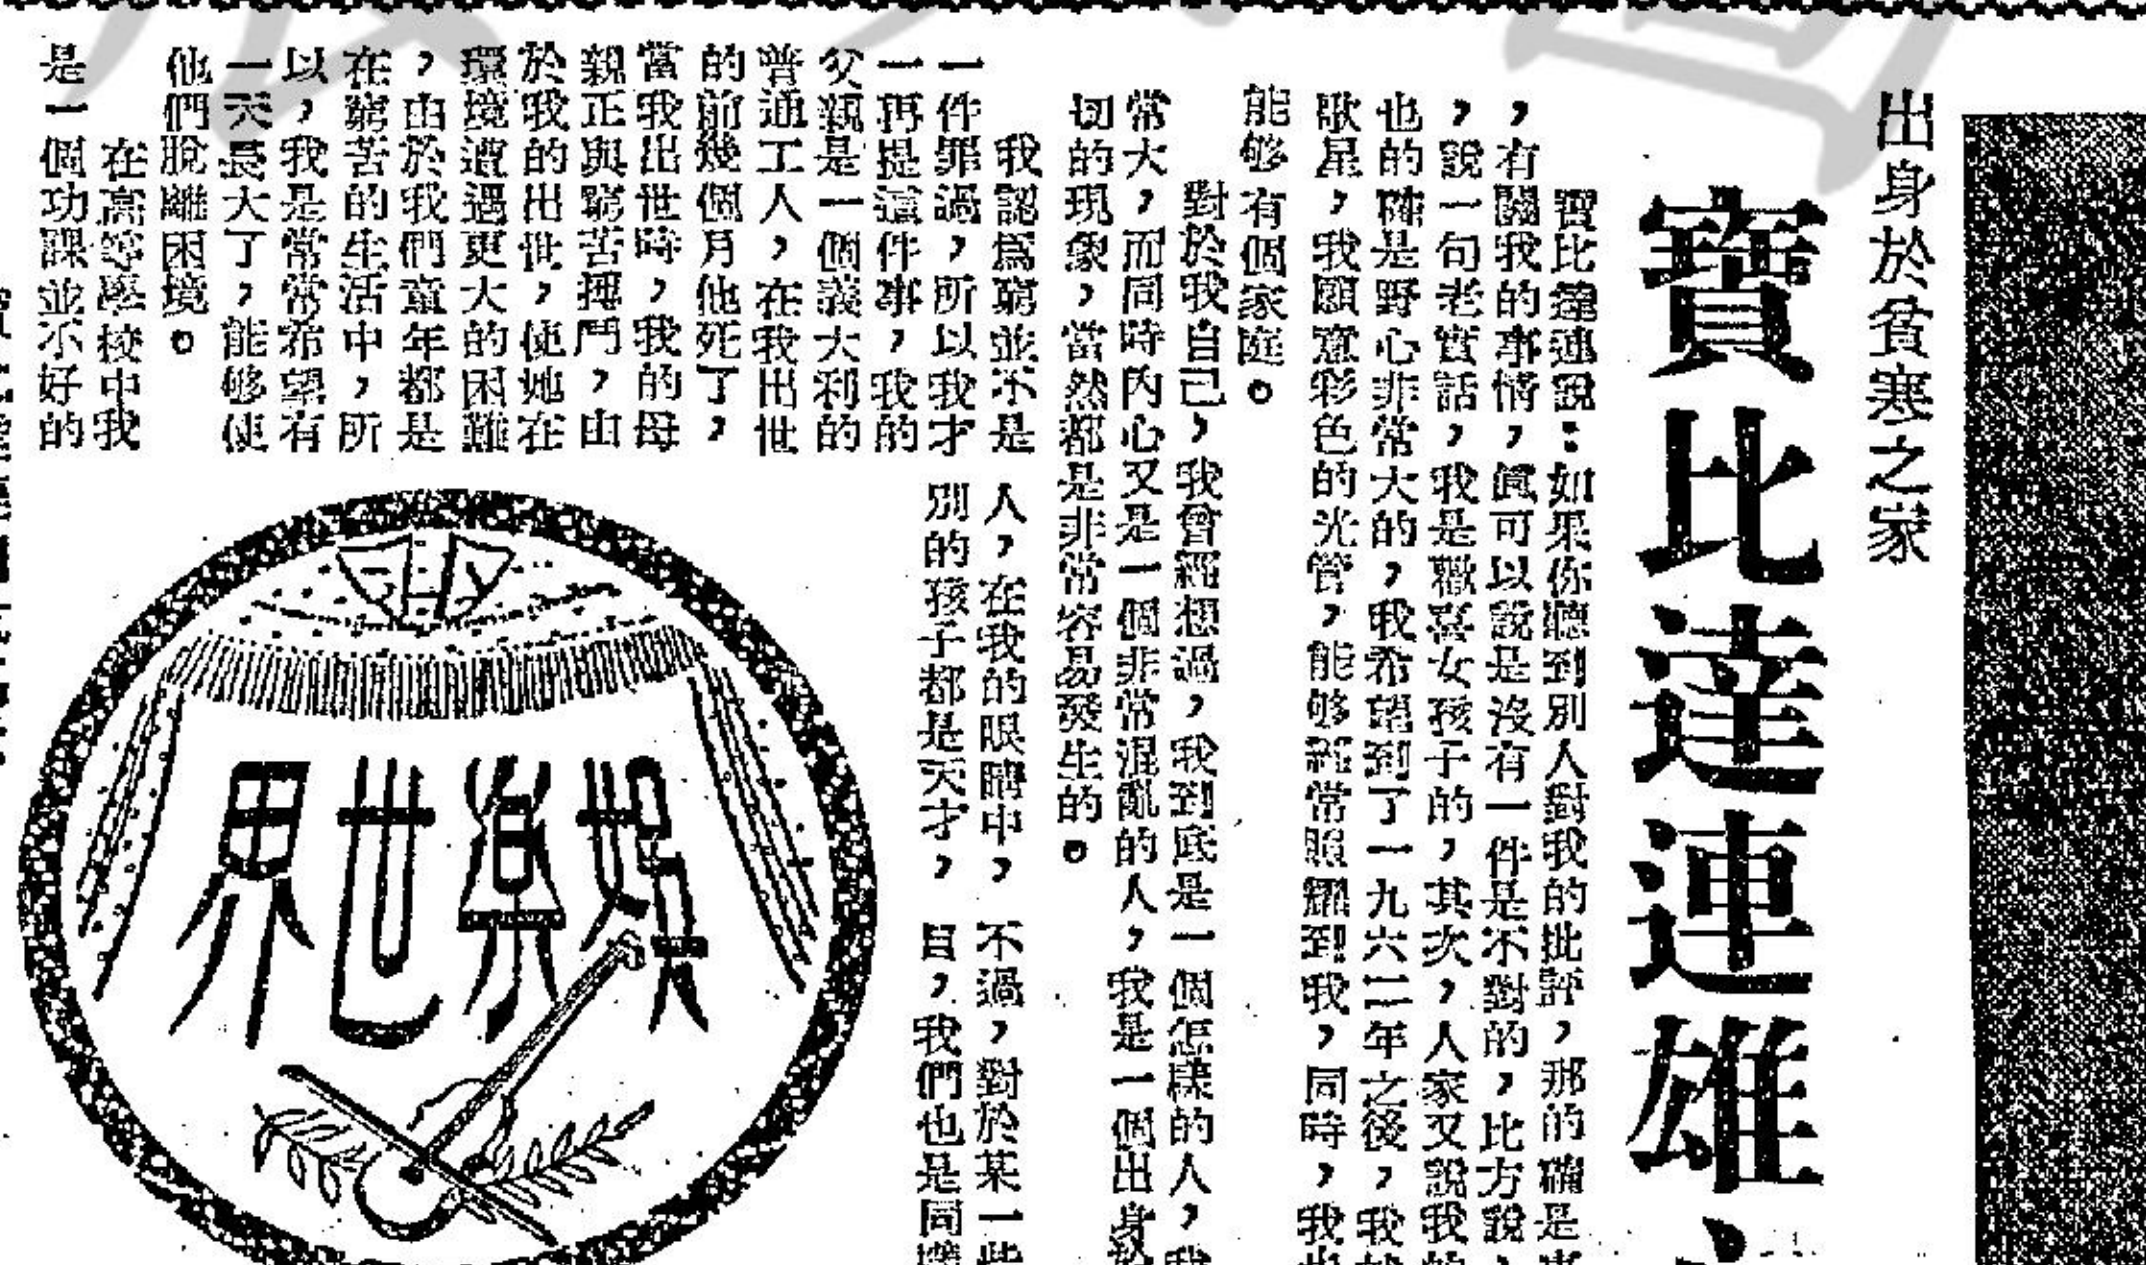 出身於貧寒之家
寶比達連雄
寶比達連說：如果你聽到別人對我的批評，那的確是事
，有關我的事情，眞可以說是沒有一件是不對的，比方說，
，說一句老實話，我是歡喜女孩子的，其次，人家又說我的
也的確是野心非常大的，我希望到了一九六二年之後，我
歌星，我願意彩色的光管，能够經常照耀到我，同時，我也
能够有個家庭。
對於我自己，我曾經想過，我到底是一個怎樣的人，我
常大，而同時內心又是一個非常混亂的人，我是一個出身於
切的現象，當然都是非常容易發生的。
我認爲窮並不是
一件罪過，所以我才
一再提這件事，我的
父親是一個義大利的
普通工人，在我出世
的前幾個月他死了，
當我出世時，我的母
親正與窮苦搏鬥，由
於我的出世，使她在
環境遭遇更大的困難
，由於我們童年都是
在窮苦的生活中，所
以，我是常常希望有
一天長大了，能够使
他們脫離困境。
在高等學校中我
是一個功課並不好的
人，在我的眼睛中，
別的孩子都是天才，
不過，對於某一些
目，我們也是同樣
娛樂世界